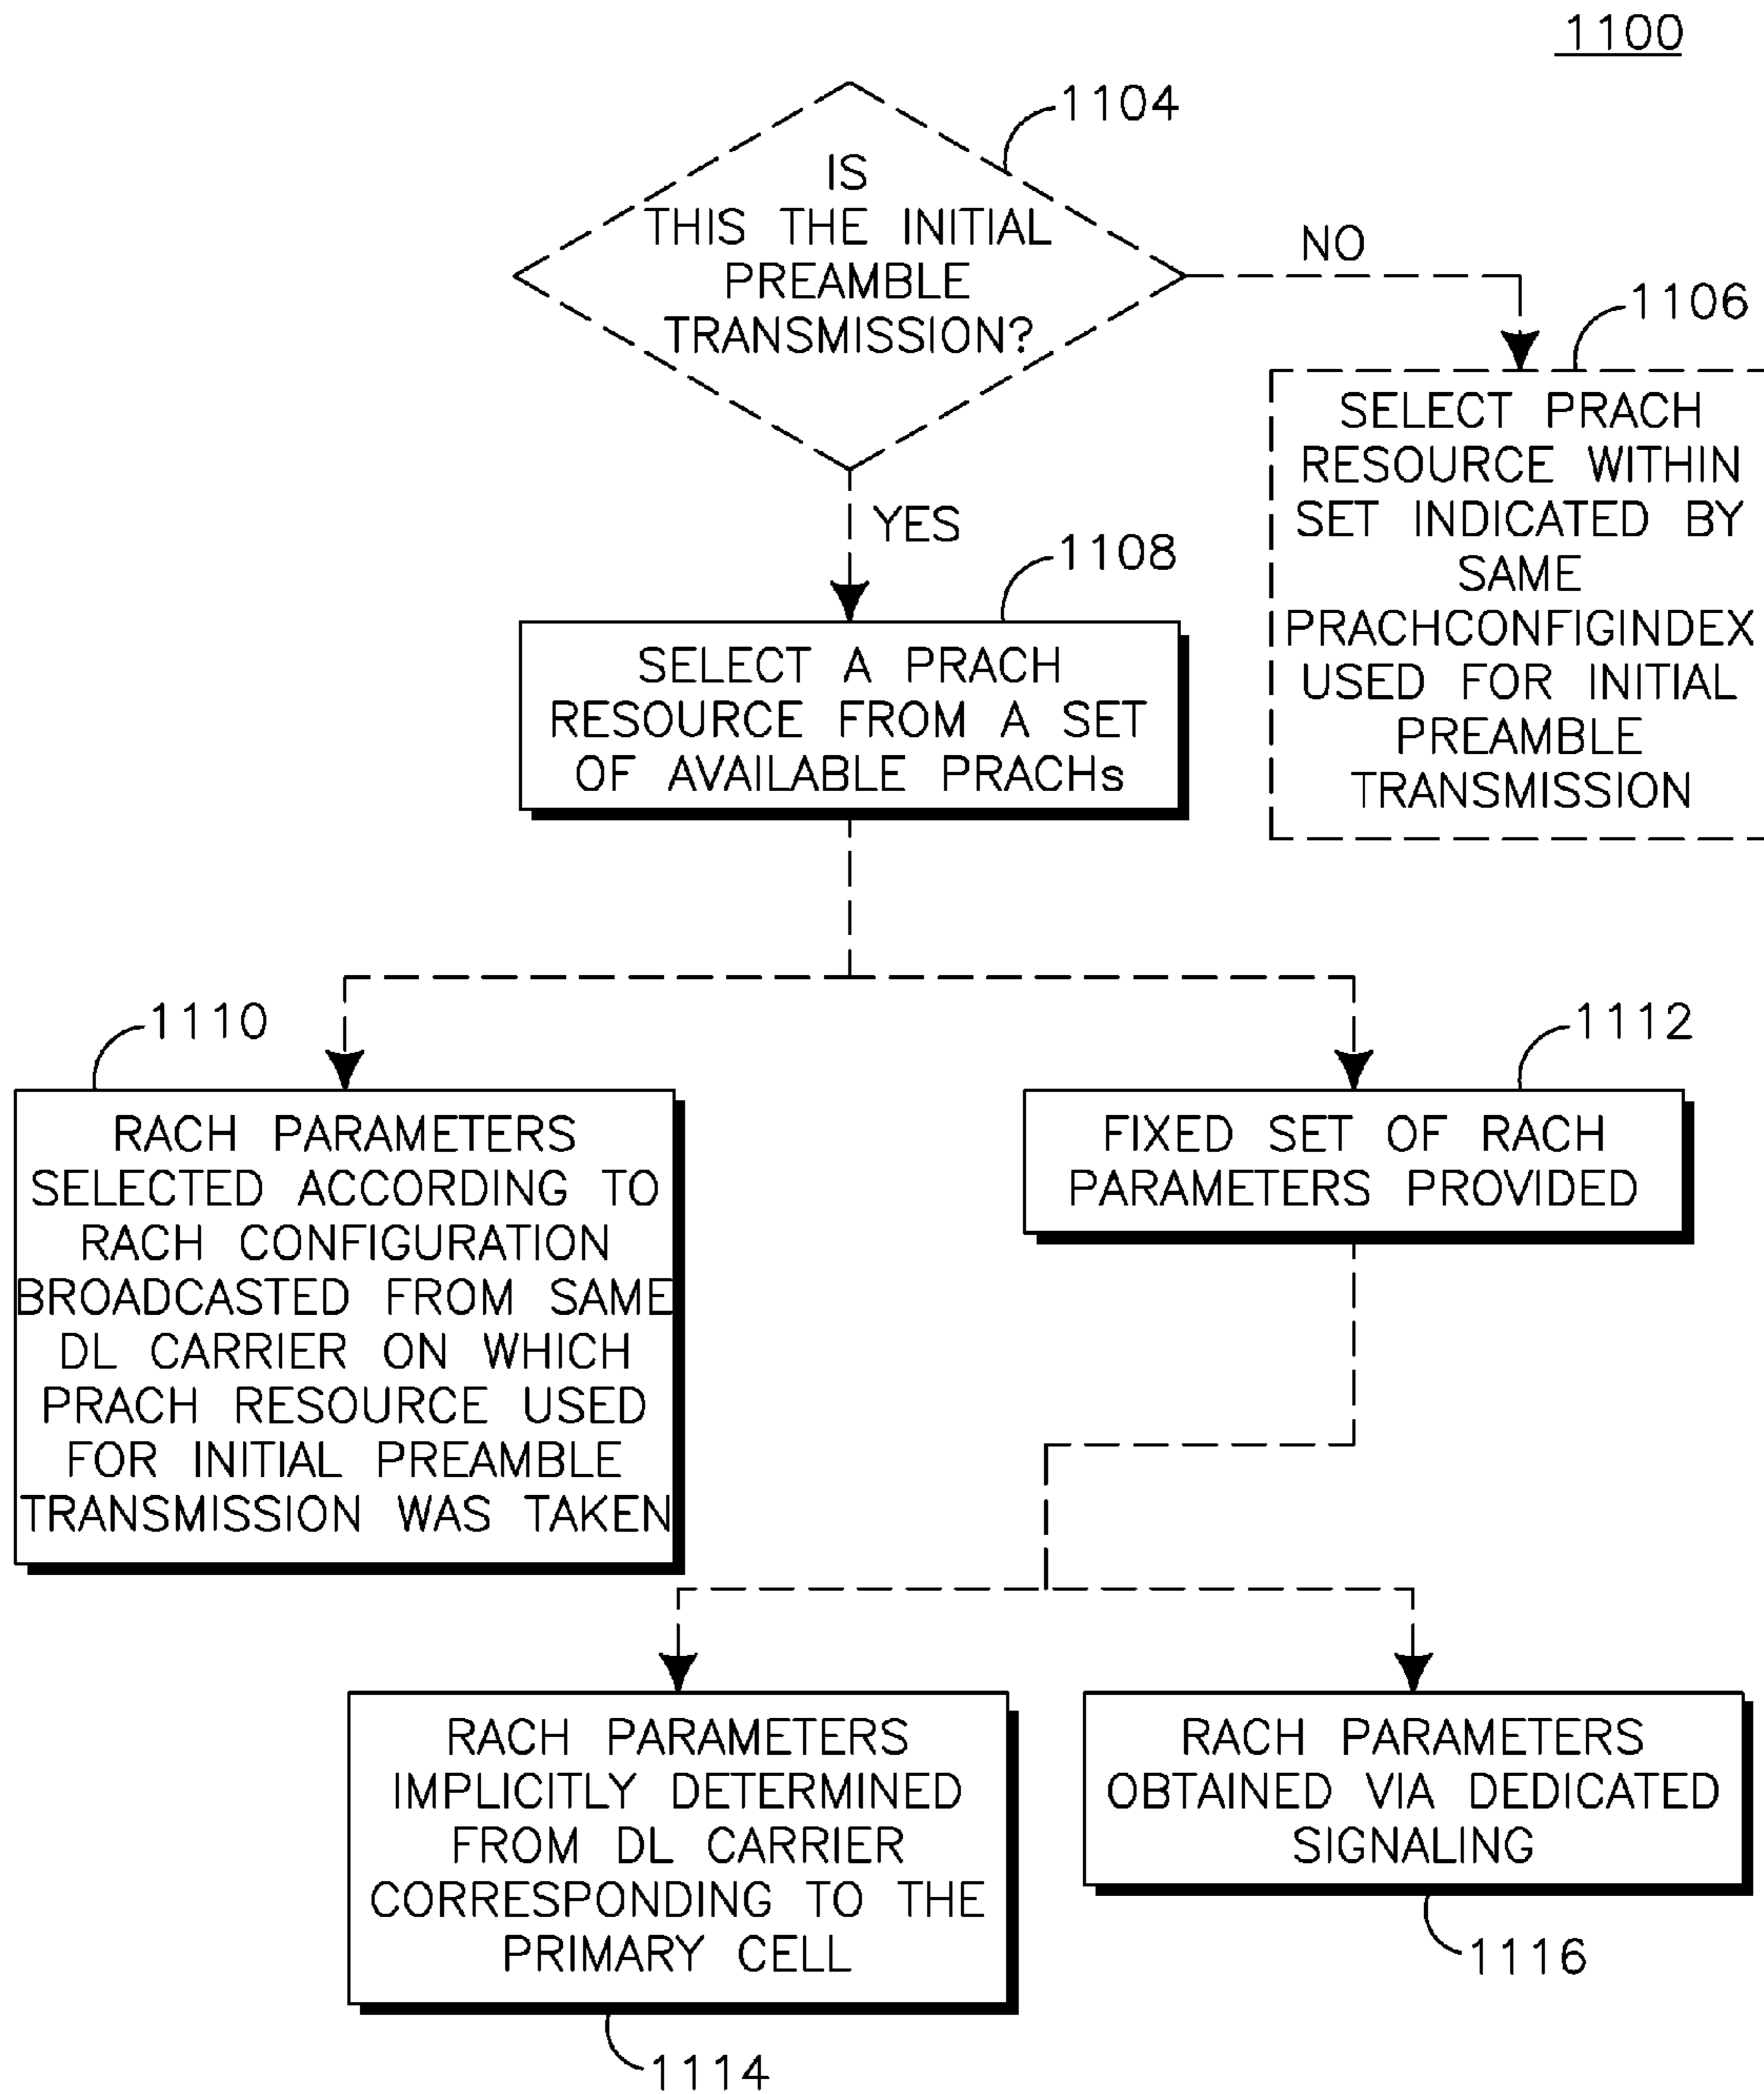 1100
1104
IS
THIS THE INITIAL
PREAMBLE
TRANSMISSION?
NO
1106
SELECT PRACH
RESOURCE WITHIN
SET INDICATED BY
SAME
PRACHCONFIGINDEX
USED FOR INITIAL
PREAMBLE
TRANSMISSION
YES
1108
SELECT A PRACH
RESOURCE FROM A SET
OF AVAILABLE PRACHs
1110
RACH PARAMETERS
SELECTED ACCORDING TO
RACH CONFIGURATION
BROADCASTED FROM SAME
DL CARRIER ON WHICH
PRACH RESOURCE USED
FOR INITIAL PREAMBLE
TRANSMISSION WAS TAKEN
1112
FIXED SET OF RACH
PARAMETERS PROVIDED
RACH PARAMETERS
IMPLICITLY DETERMINED
FROM DL CARRIER
CORRESPONDING TO THE
PRIMARY CELL
1114
RACH PARAMETERS
OBTAINED VIA DEDICATED
SIGNALING
1116